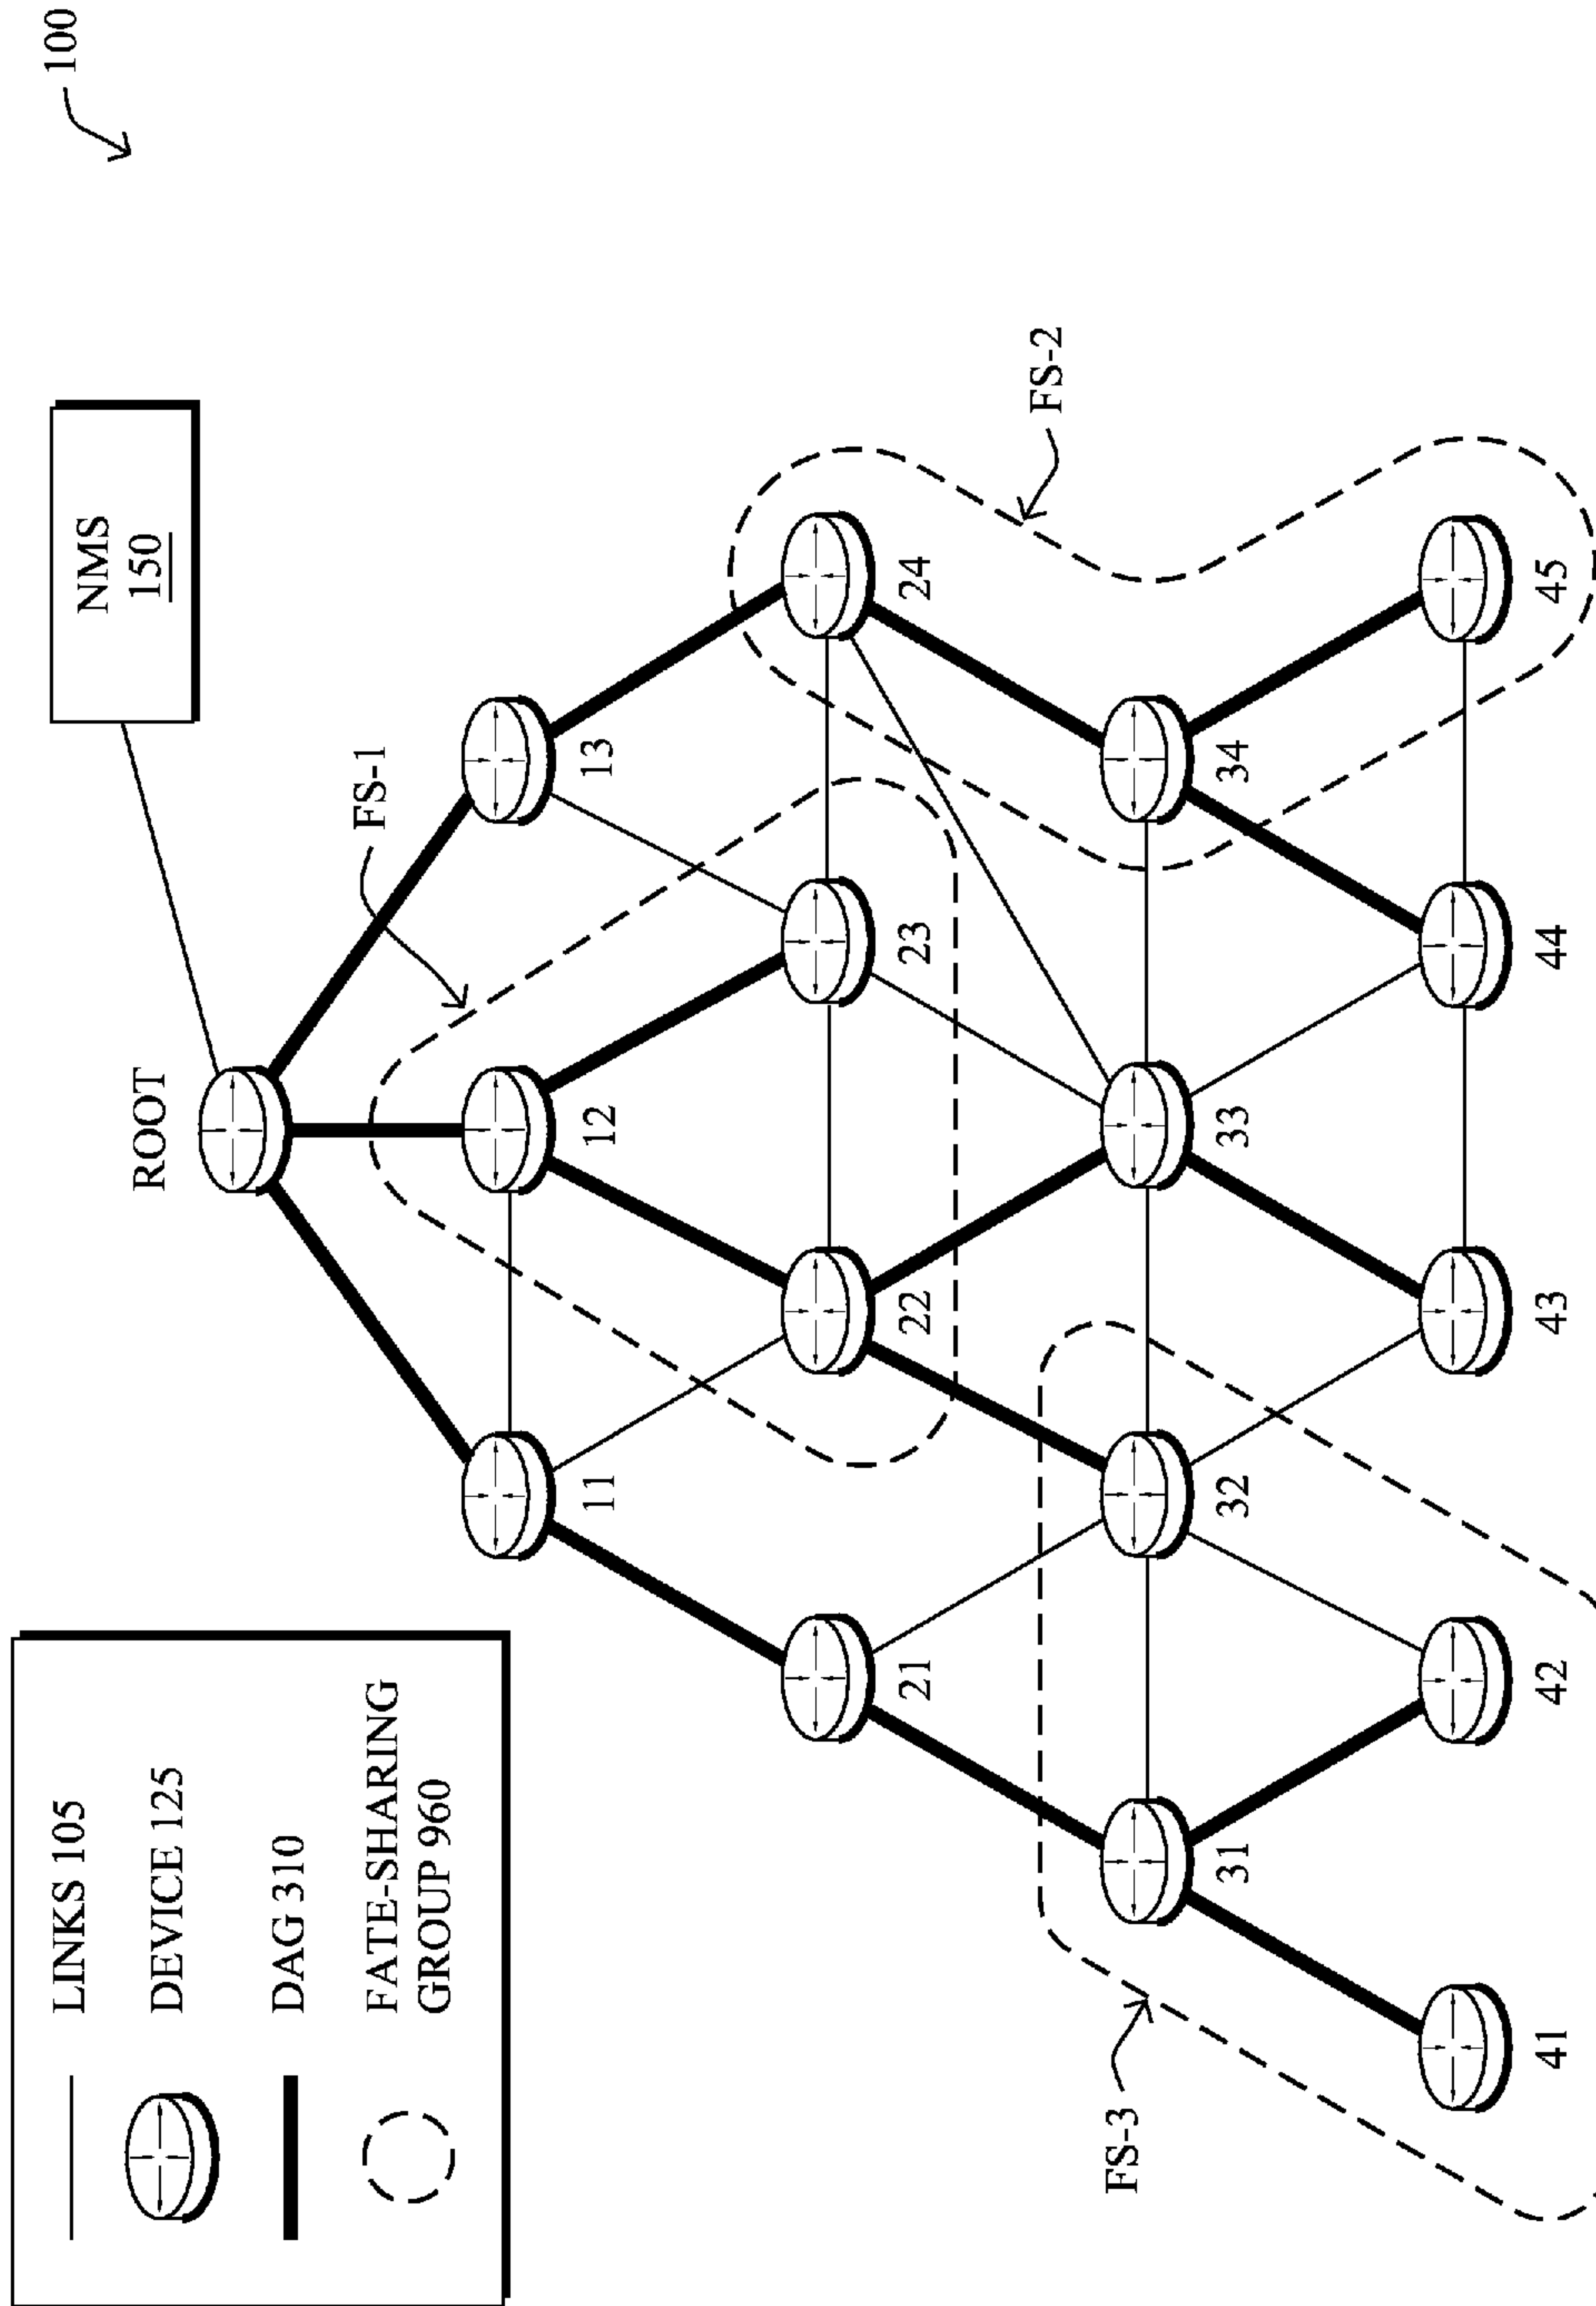 100
NMS
150
ROOT
FS-1
11
12
13
21
22
23
24
FS-2
FS-3
31
32
33
34
41
42
43
44
45
LINKS 105
DEVICE 125
DAG 310
FATE-SHARING
GROUP 960